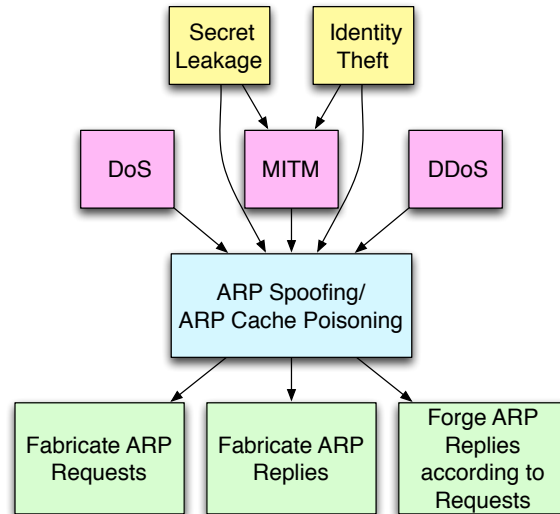 Secret
Leakage
Identity
Theft
DoS
MITM
DDoS
ARP Spoofing/
ARP Cache Poisoning
Fabricate ARP
Requests
Fabricate ARP
Replies
Forge ARP
Replies
according to
Requests